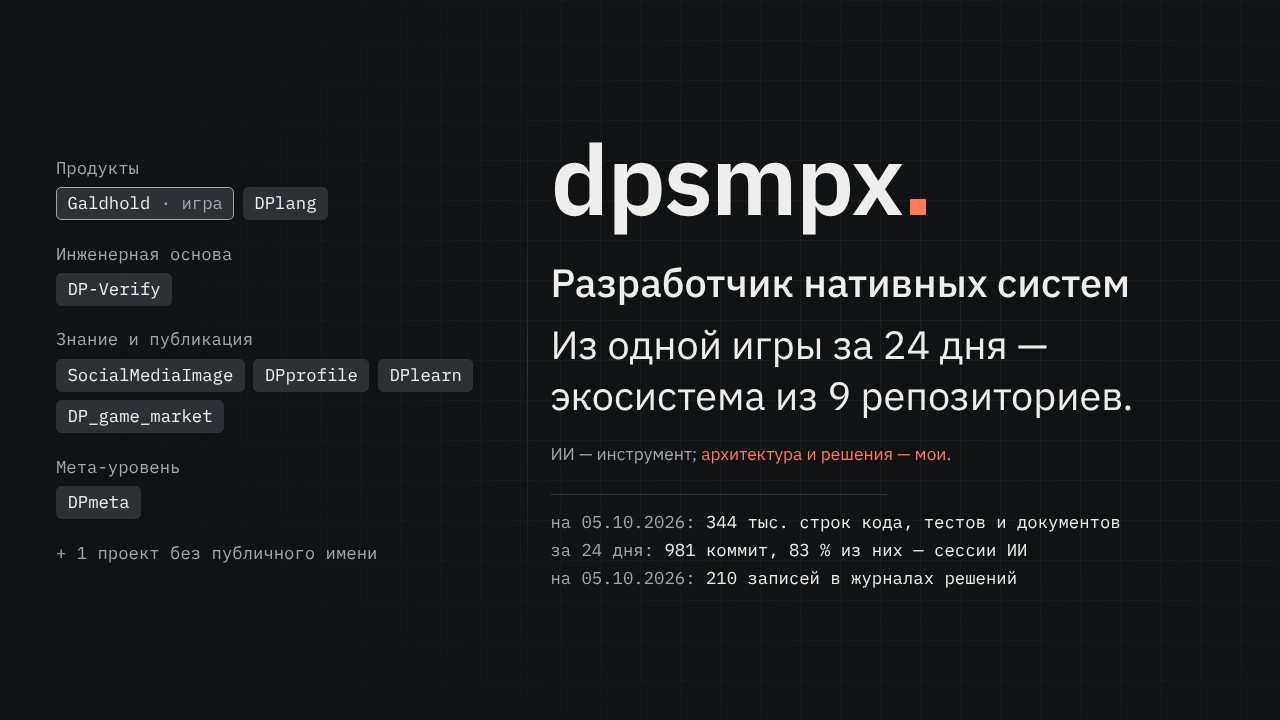 Продукты
Galdhold · игра DPlang
Инженерная основа
DP-Verify
Знание и публикация
SocialMediaImage DPprofile DPlearn
DP_game_market
Мета-уровень
DPmeta
+ 1 проект без публичного имени
dpsmpx.
Разработчик нативных систем
Из одной игры за 24 дня —
экосистема из 9 репозиториев.
ИИ — инструмент; архитектура и решения — мои.
на 05.10.2026: 344 тыс. строк кода, тестов и документов
за 24 дня: 981 коммит, 83 % из них — сессии ИИ
на 05.10.2026: 210 записей в журналах решений